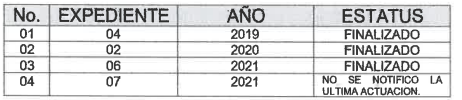 No. EXPEDIENTE AÑO ESTATUS
01 04 2019 FINALIZADO
02 02 2020 FINALIZADO
03 06 2021 FINALIZADO
04 07 2021 NO SE NOTIFICO LA
ULTIMA ACTUACION.